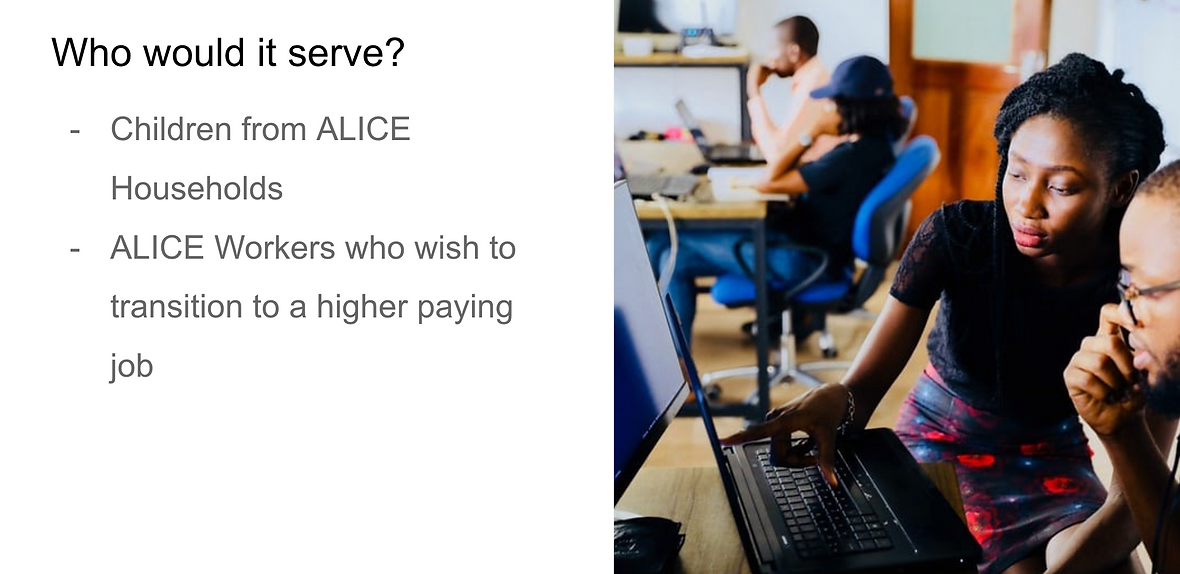 Who would it serve?
- Children from ALICE
Households
- ALICE Workers who wish to
transition to a higher paying
job